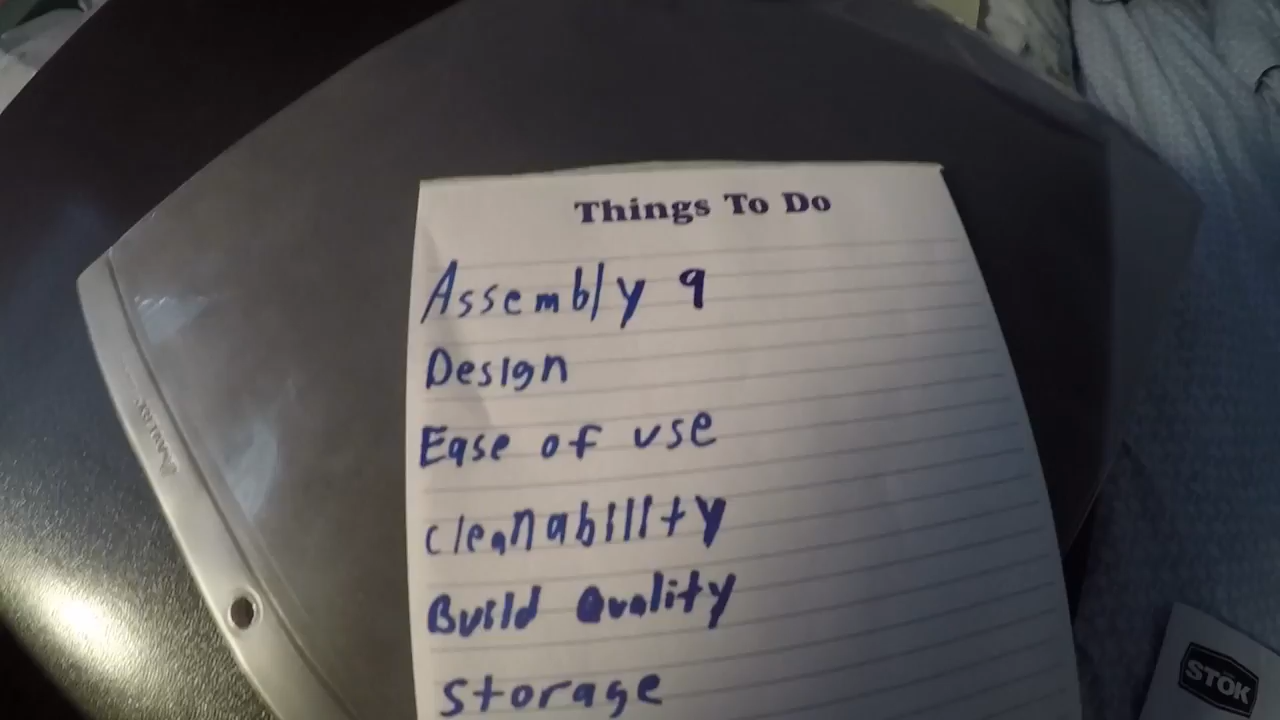 Things To Do
Assembly 9
Design
Ease of use
cleanability
Build Quality
Storage
STOK